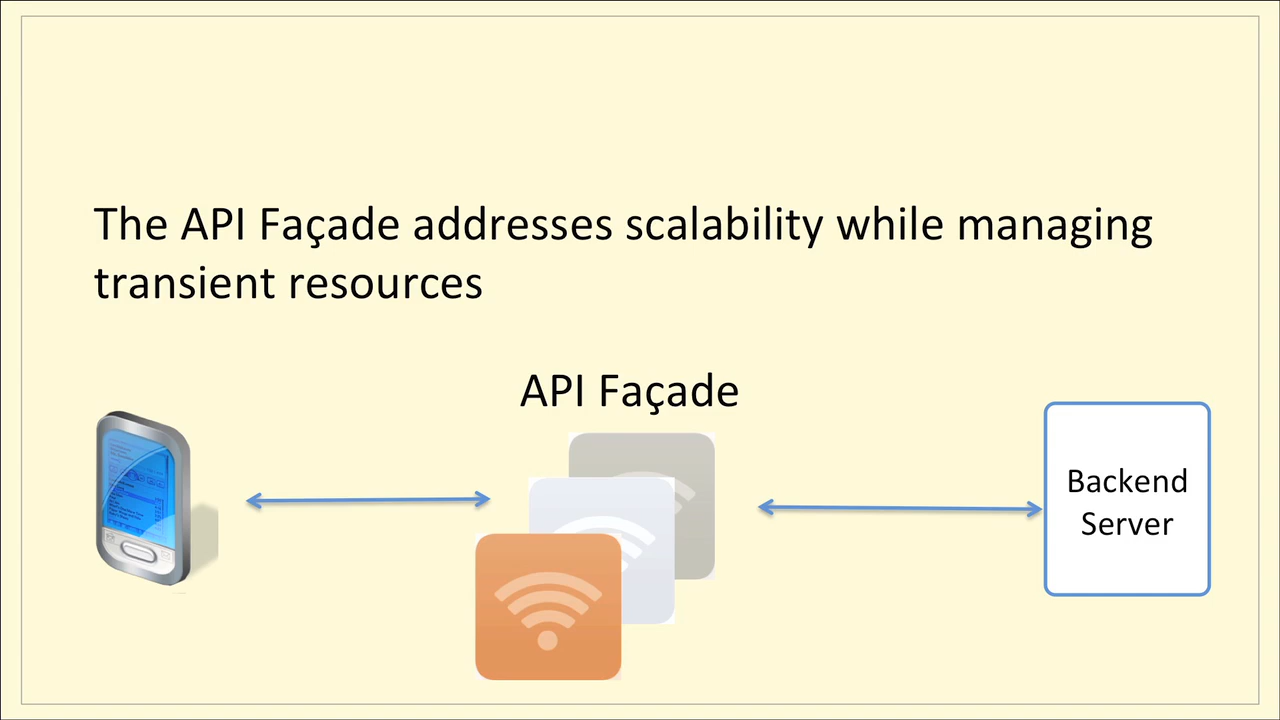 The API Façade addresses scalability while managing
transient resources
API Façade
Backend
Server